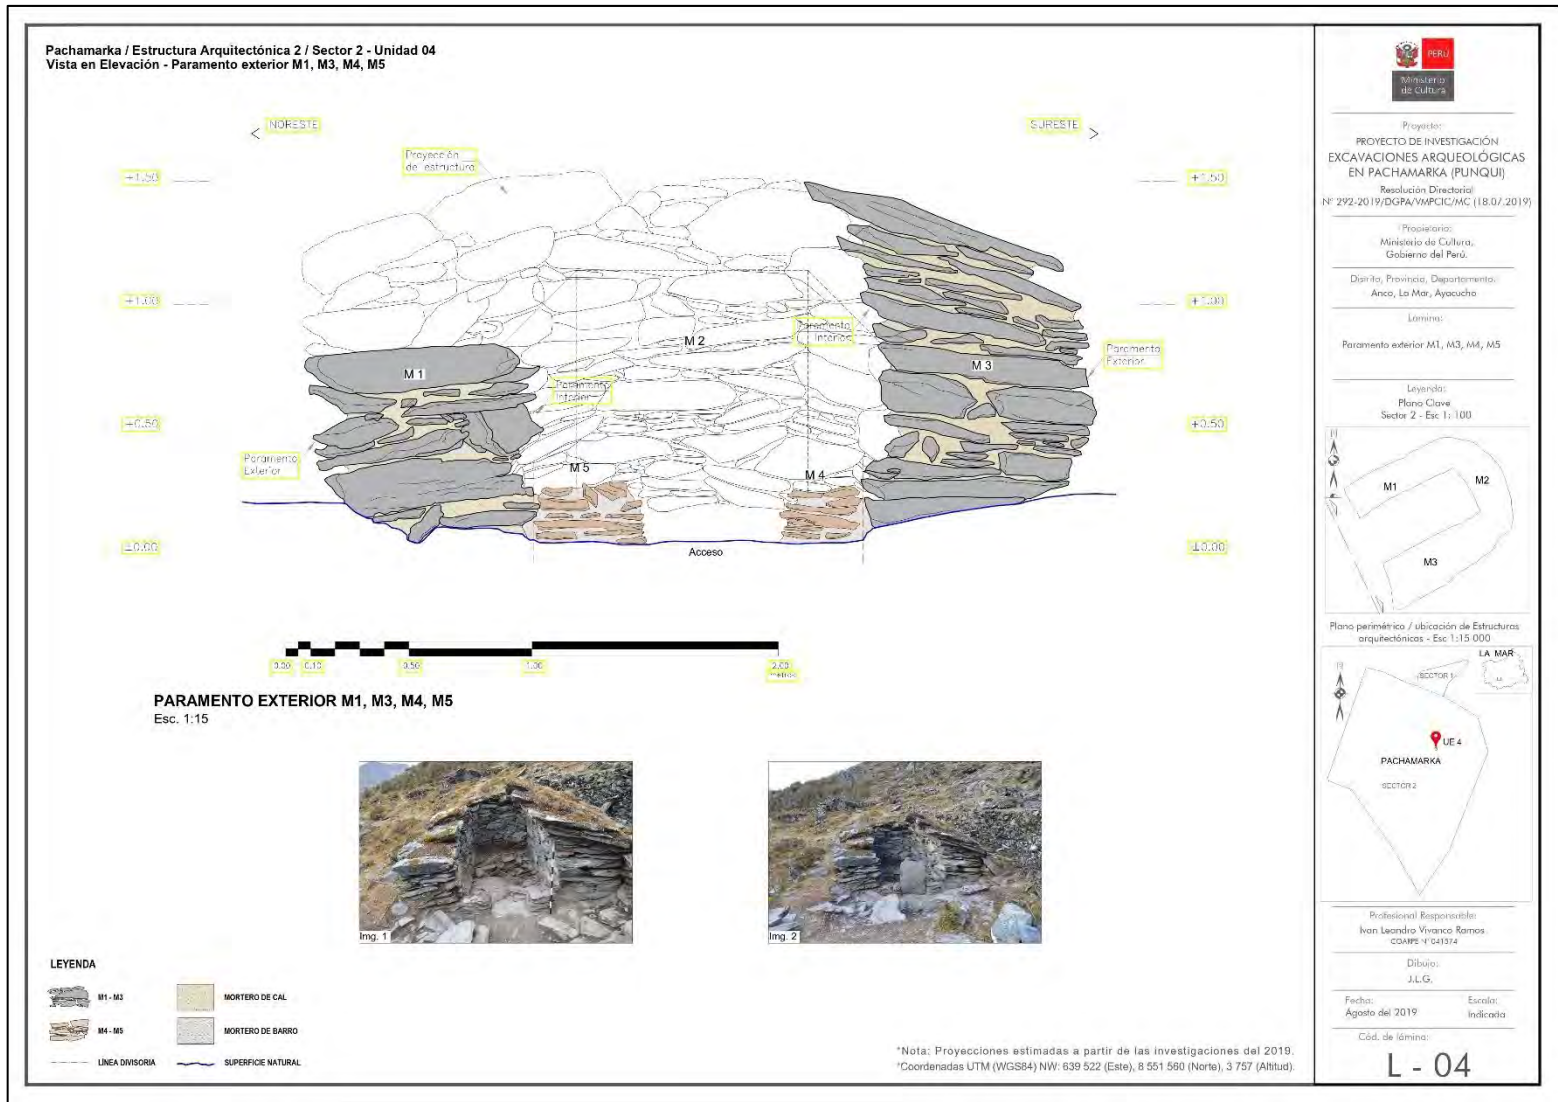 Pachamarka / Estructura Arquitectónica 2 / Sector 2 - Unidad 04
Vista en Elevación - Paramento exterior M1, M3, M4, M5
NORESTE
SURESTE
Proyección
de estructura
+1.50
+1.50
+1.00
+1.00
M 2
Paramento
Interior
Paramento
Exterior
M 1
M 3
Paramento
Interior
+0.50
+0.50
Paramento
Exterior
M 5
M 4
±0.00
±0.00
Acceso
0.00 0.10 0.50 1.00 2.00
metros
PARAMENTO EXTERIOR M1, M3, M4, M5
Esc. 1:15
Img. 1
Img. 2
LEYENDA
M1 - M3
MORTERO DE CAL
M4 - M5
MORTERO DE BARRO
LÍNEA DIVISORIA
SUPERFICIE NATURAL
*Nota: Proyecciones estimadas a partir de las investigaciones del 2019.
*Coordenadas UTM (WGS84) NW: 639 522 (Este), 8 551 560 (Norte), 3 757 (Altitud).
PERÚ
Ministerio
de Cultura
Proyecto:
PROYECTO DE INVESTIGACIÓN
EXCAVACIONES ARQUEOLÓGICAS
EN PACHAMARKA (PUNQUI)
Resolución Directorial
N° 292-2019/DGPA/VMPCIC/MC (18.07.2019)
Propietario:
Ministerio de Cultura,
Gobierno del Perú.
Distrito, Provincia, Departamento:
Anco, La Mar, Ayacucho
Lamina:
Paramento exterior M1, M3, M4, M5
Leyenda:
Plano Clave
Sector 2 - Esc 1: 100
N
M1
M2
M3
Plano perimétrico / ubicación de Estructuras
arquitectónicas - Esc 1:15 000
LA MAR
N
SECTOR 1
UE 4
PACHAMARKA
SECTOR 2
Profesional Responsable:
Ivan Leandro Vivanco Ramos
COARPE N° 041374
Dibujo:
J.L.G.
Fecha:
Agosto del 2019
Escala:
Indicada
Cód. de lámina:
L - 04